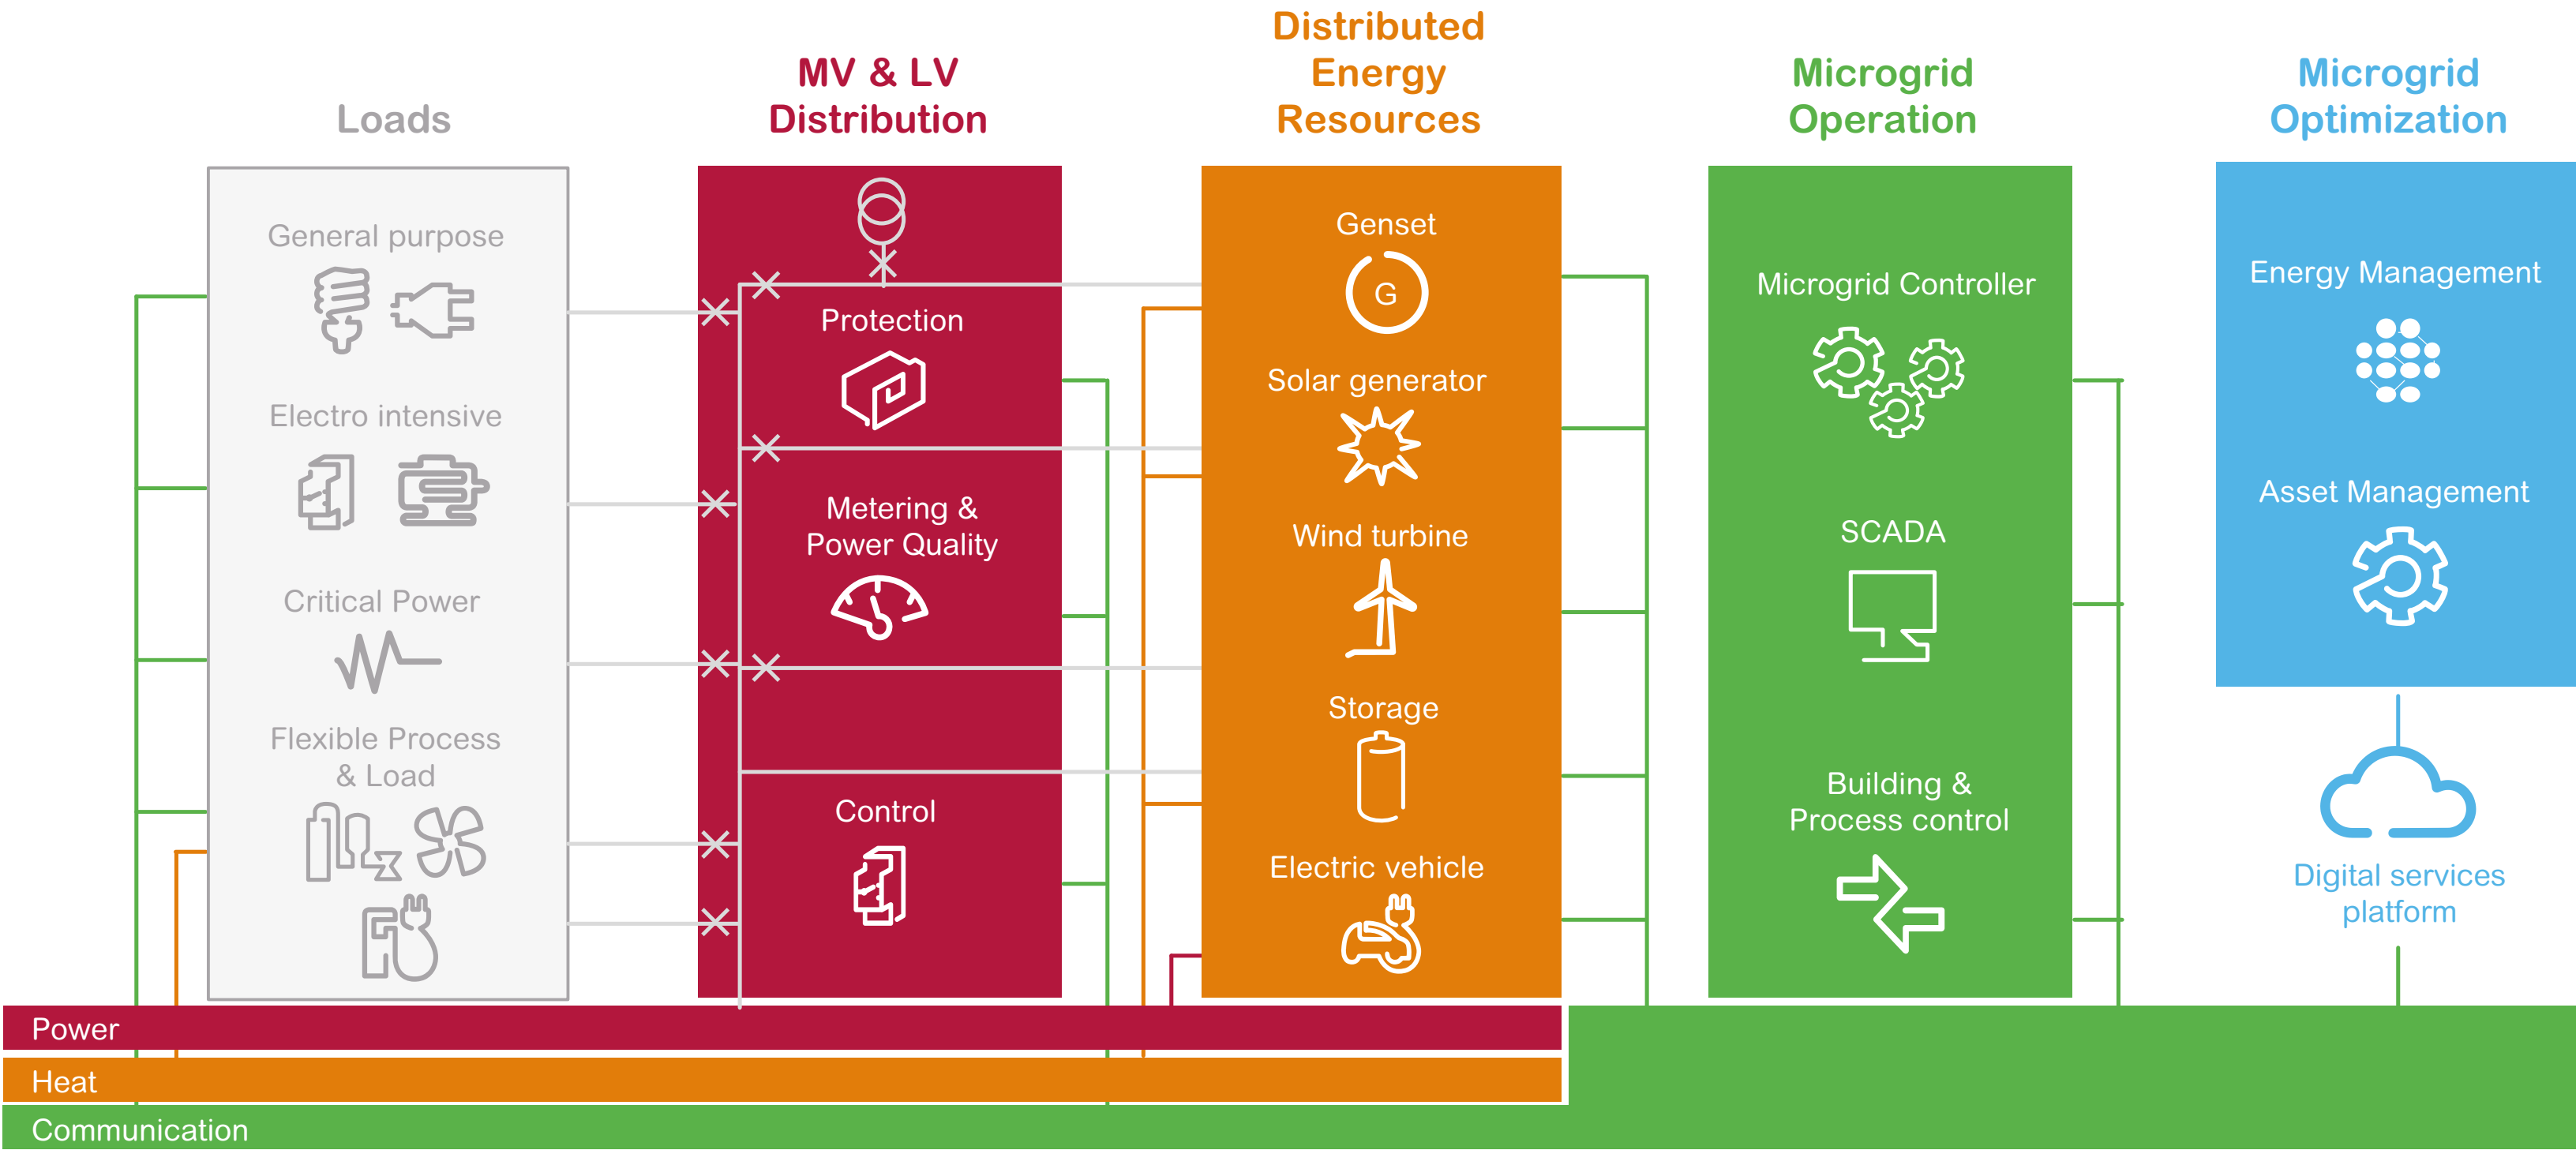 Loads
General purpose
Electro intensive
Critical Power
Flexible Process
& Load
MV & LV
Distribution
Protection
Metering &
Power Quality
Control
Distributed
Energy
Resources
Genset
G
Solar generator
Wind turbine
Storage
Electric vehicle
Microgrid
Operation
Microgrid Controller
SCADA
Building &
Process control
Microgrid
Optimization
Energy Management
Asset Management
Digital services
platform
Power
Heat
Communication